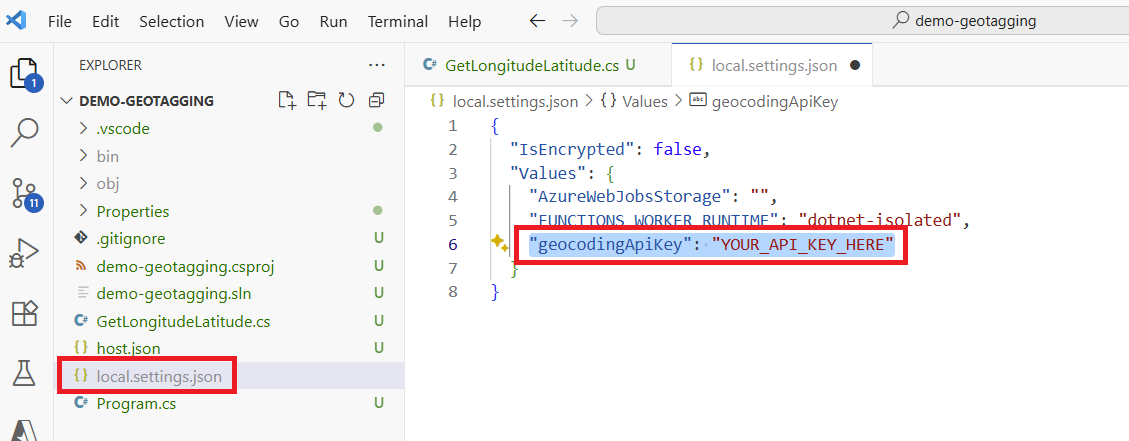 File Edit Selection View Go Run Terminal Help
demo-geotagging
EXPLORER
DEMO-GEOTAGGING
.vscode
bin
obj
Properties
.gitignore U
demo-geotagging.csproj U
demo-geotagging.sln U
GetLongitudeLatitude.cs U
host.json U
local.settings.json
Program.cs U
1
11
C# GetLongitudeLatitude.cs U
{} local.settings.json
{} local.settings.json > {} Values > abc geocodingApiKey
1 {
2 "IsEncrypted": false,
3 "Values": {
4 "AzureWebJobsStorage": "",
5 "FUNCTIONS_WORKER_RUNTIME": "dotnet-isolated",
6 "geocodingApiKey": "YOUR_API_KEY_HERE"
7 }
8 }